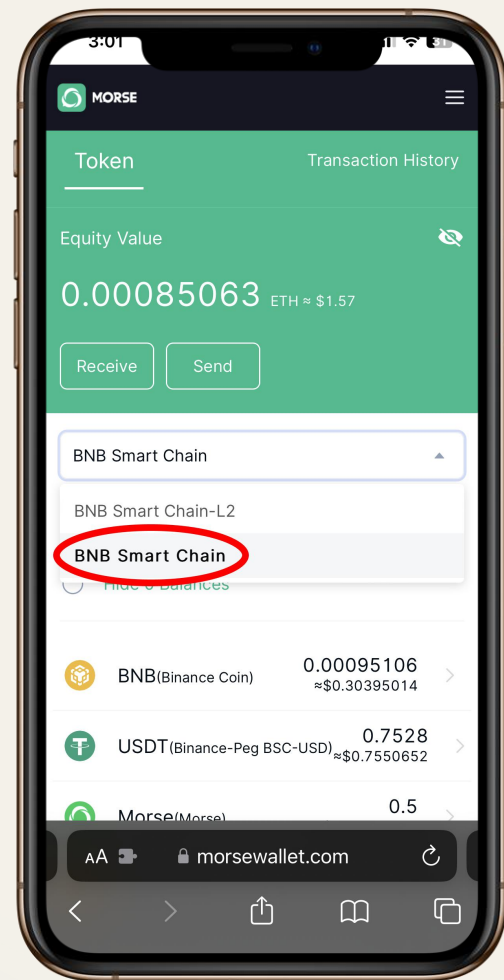 3:01
31
MORSE
Token
Transaction History
Equity Value
0.00085063 ETH ≈ $1.57
Receive
Send
BNB Smart Chain
BNB Smart Chain-L2
BNB Smart Chain
Hide 0 Balances
BNB(Binance Coin)
0.00095106
≈$0.30395014
USDT(Binance-Peg BSC-USD)
0.7528
≈$0.7550652
Morse(Morse)
0.5
AA
morsewallet.com